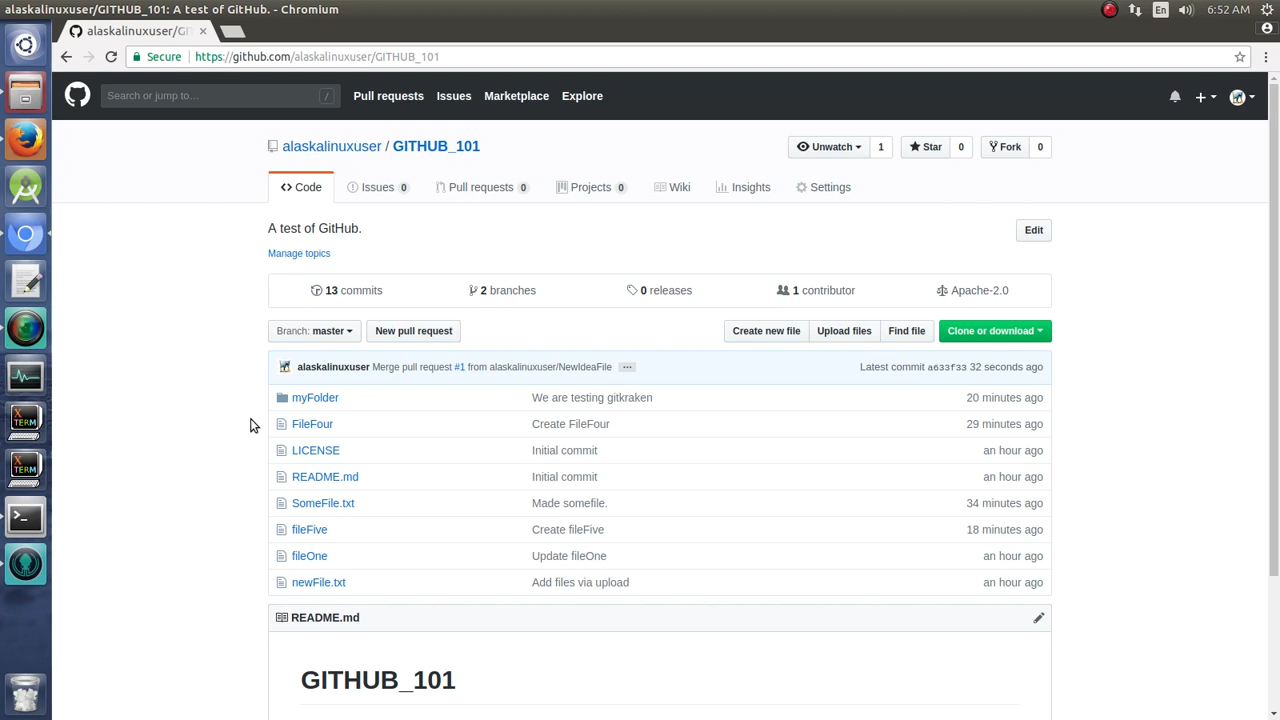 alaskalinuxuser/GITHUB_101: A test of GitHub. - Chromium
En
6:52 AM
alaskalinuxuser/GI
Secure https://github.com/alaskalinuxuser/GITHUB_101
Search or jump to… / Pull requests Issues Marketplace Explore
alaskalinuxuser / GITHUB_101
Unwatch 1 Star 0 Fork 0
Code Issues 0 Pull requests 0 Projects 0 Wiki Insights Settings
A test of GitHub.
Edit
Manage topics
13 commits 2 branches 0 releases 1 contributor Apache-2.0
Branch: master New pull request Create new file Upload files Find file Clone or download
alaskalinuxuser Merge pull request #1 from alaskalinuxuser/NewIdeaFile … Latest commit a633f33 32 seconds ago
myFolder We are testing gitkraken 20 minutes ago
FileFour Create FileFour 29 minutes ago
LICENSE Initial commit an hour ago
README.md Initial commit an hour ago
SomeFile.txt Made somefile. 34 minutes ago
fileFive Create fileFive 18 minutes ago
fileOne Update fileOne an hour ago
newFile.txt Add files via upload an hour ago
README.md
GITHUB_101
X
TERM
X
TERM